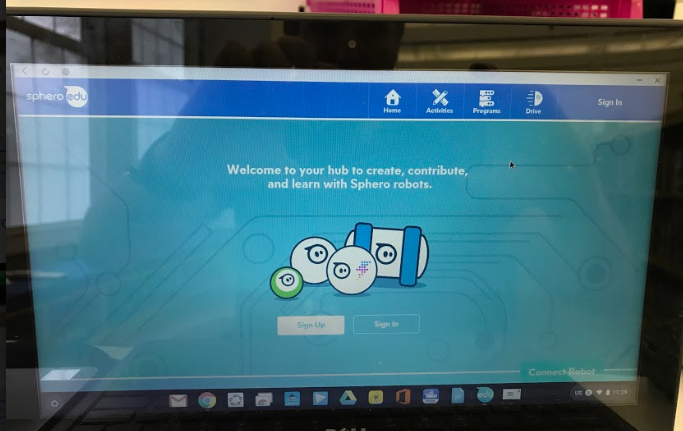 sphero edu
Home
Activities
Programs
Drive
Sign In
Welcome to your hub to create, contribute,
and learn with Sphero robots.
Sign Up
Sign In
Connect Robot
DELL